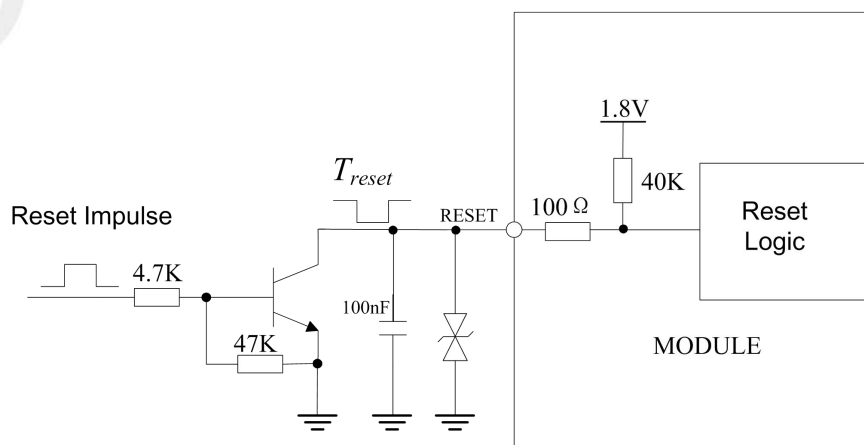 1.8V
T_reset
40K
Reset Impulse
RESET
100 Ω
Reset
Logic
4.7K
100nF
47K
MODULE